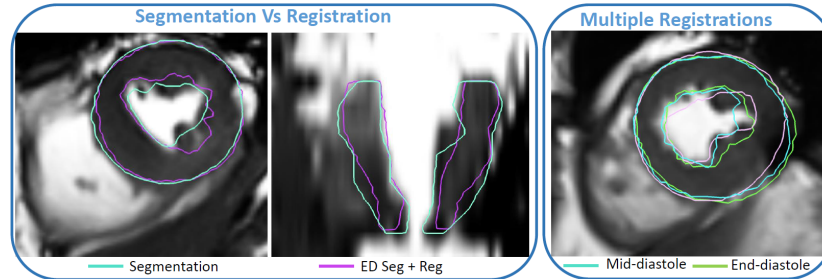 Segmentation Vs Registration
Segmentation
ED Seg + Reg
Multiple Registrations
Mid-diastole
End-diastole